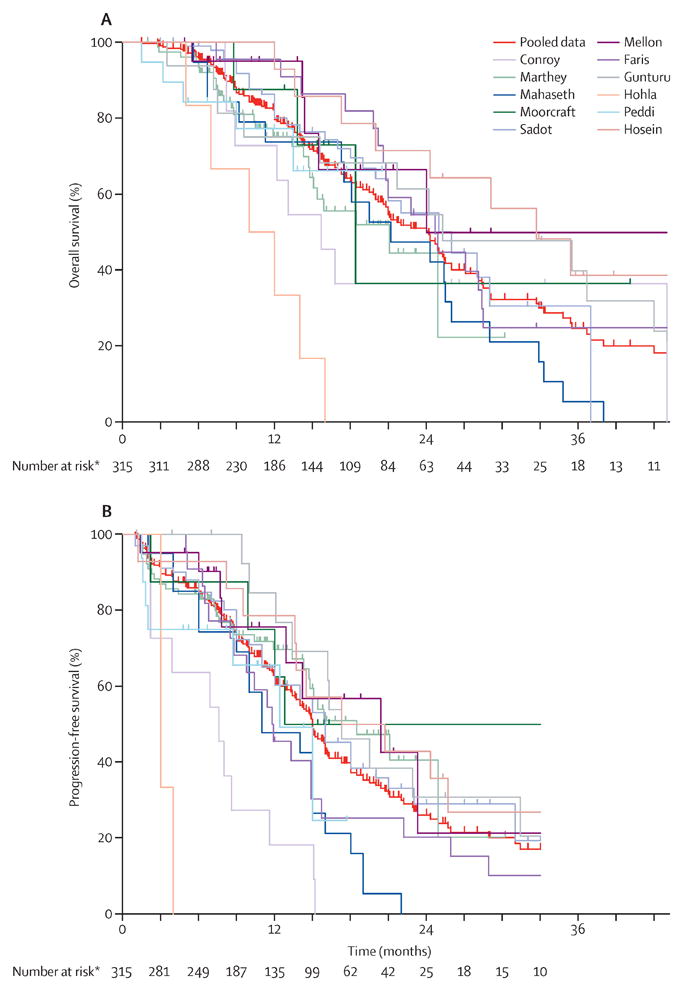 A
100
80
60
40
20
0
Overall survival (%)
Pooled data
Conroy
Marthey
Mahaseth
Moorcraft
Sadot
Mellon
Faris
Gunturu
Hohla
Peddi
Hosein
0 12 24 36
Number at risk* 315 311 288 230 186 144 109 84 63 44 33 25 18 13 11
B
100
80
60
40
20
0
Progression-free survival (%)
0 12 24 36
Time (months)
Number at risk* 315 281 249 187 135 99 62 42 25 18 15 10